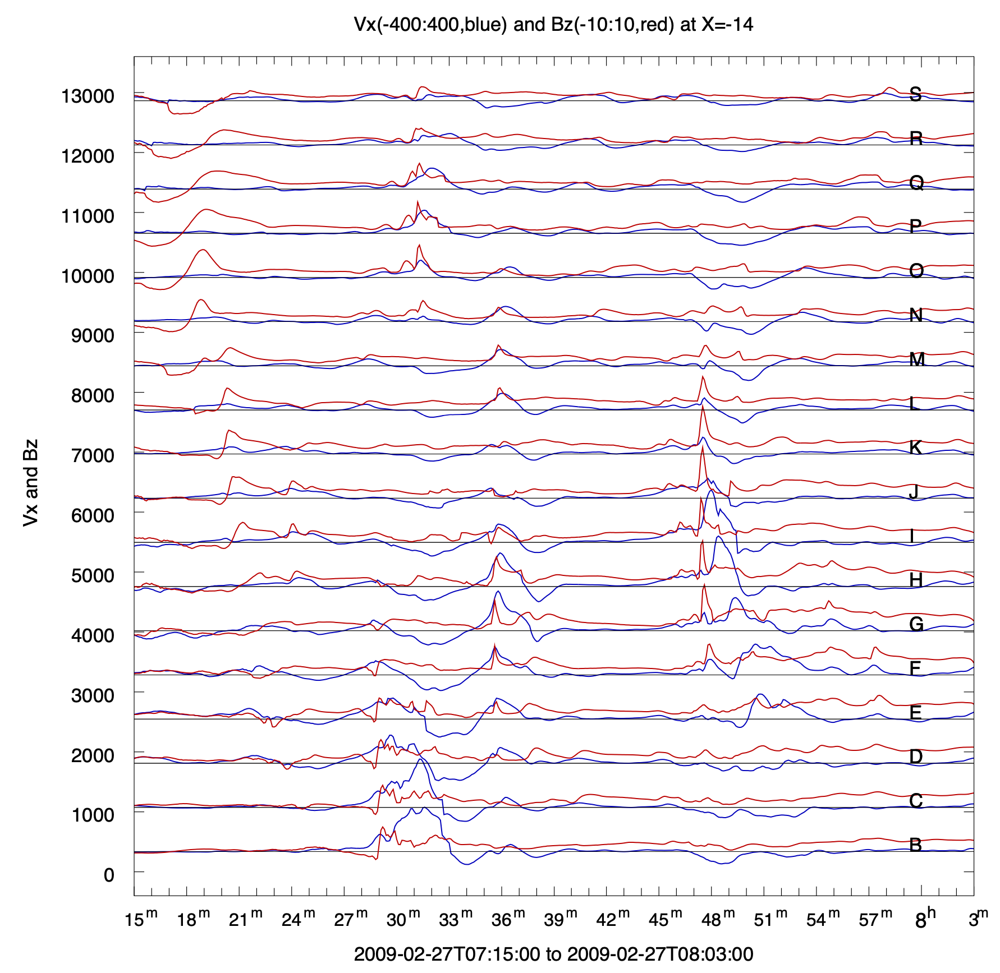 Vx(-400:400,blue) and Bz(-10:10,red) at X=-14
13000
S
R
12000
Q
11000
P
10000
O
N
9000
M
8000
L
Vx and Bz
K
7000
J
6000
I
5000
H
G
4000
F
3000
E
2000
D
C
1000
B
0
15m 18m 21m 24m 27m 30m 33m 36m 39m 42m 45m 48m 51m 54m 57m 8h 3m
2009-02-27T07:15:00 to 2009-02-27T08:03:00